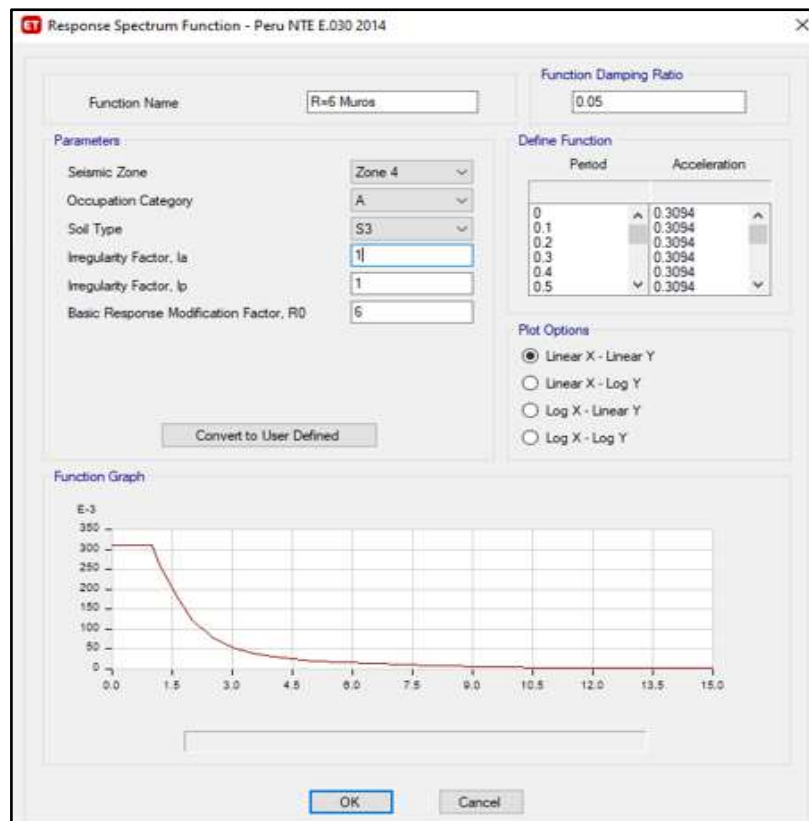 ET Response Spectrum Function - Peru NTE E.030 2014
Function Name
R=6 Muros
Function Damping Ratio
0.05
Parameters
Seismic Zone Zone 4
Occupation Category A
Soil Type S3
Irregularity Factor, Ia 1
Irregularity Factor, Ip 1
Basic Response Modification Factor, R0 6
Convert to User Defined
Define Function
Period Acceleration
0 0.3094
0.1 0.3094
0.2 0.3094
0.3 0.3094
0.4 0.3094
0.5 0.3094
Plot Options
Linear X - Linear Y
Linear X - Log Y
Log X - Linear Y
Log X - Log Y
Function Graph
E-3
350
300
250
200
150
100
50
0
0.0 1.5 3.0 4.5 6.0 7.5 9.0 10.5 12.0 13.5 15.0
OK Cancel